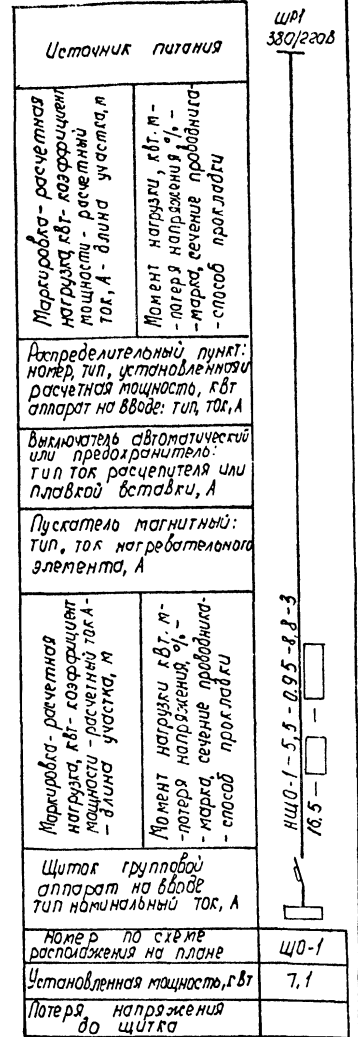 Источник питания
ШР1
380/220В
Маркировка - расчетная
нагрузка, кВт - коэффициент
мощности - расчетный
ток, А - длина участка, м
Момент нагрузки, кВт. м -
- потеря напряжения, % -
- марка, сечение проводника -
- способ прокладки
Распределительный пункт:
номер, тип, установленная и
расчетная мощность, кВт
аппарат на вводе: тип, ток, А
Выключатель автоматический
или предохранитель:
тип ток расцепителя или
плавкой вставки, А
Пускатель магнитный:
тип, ток нагревательного
элемента, А
Маркировка - расчетная
нагрузка, кВт - коэффициент
мощности - расчетный ток А -
- длина участка, м
Момент нагрузки кВт. м -
- потеря напряжения, % -
- марка, сечение проводника -
- способ прокладки
НЩО-1-5,5-0,95-8,8-3
16,5 — —
Щиток групповой
аппарат на вводе
тип номинальный ток, А
Номер по схеме
расположения на плане
ЩО-1
Установленная мощность, кВт
7,1
Потеря напряжения
до щитка